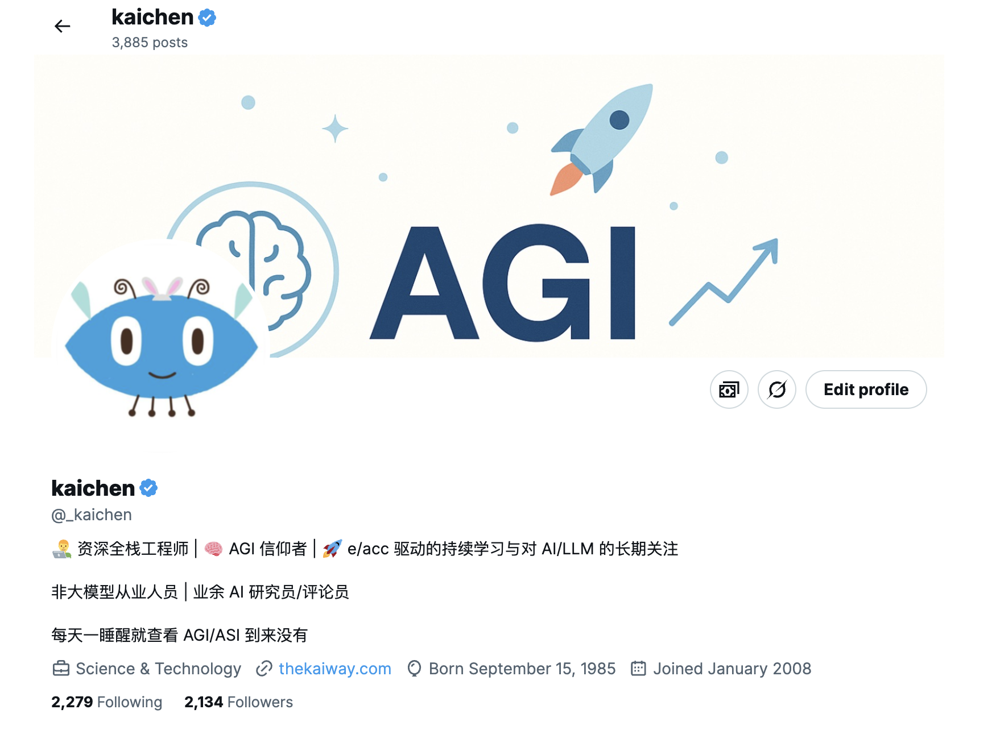 kaichen
3,885 posts
AGI
Edit profile
kaichen
@_kaichen
👨‍💻 资深全栈工程师 | 🧠 AGI 信仰者 | 🚀 e/acc 驱动的持续学习与对 AI/LLM 的长期关注
非大模型从业人员 | 业余 AI 研究员/评论员
每天一睡醒就查看 AGI/ASI 到来没有
Science & Technology thekaiway.com Born September 15, 1985 Joined January 2008
2,279 Following 2,134 Followers